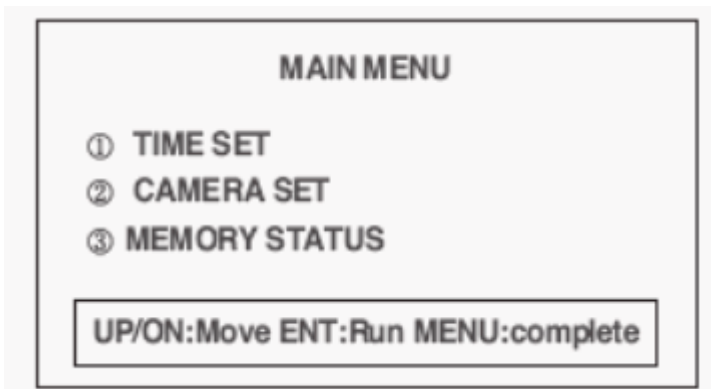 MAIN MENU
① TIME SET
② CAMERA SET
③ MEMORY STATUS
UP/ON:Move ENT:Run MENU:complete